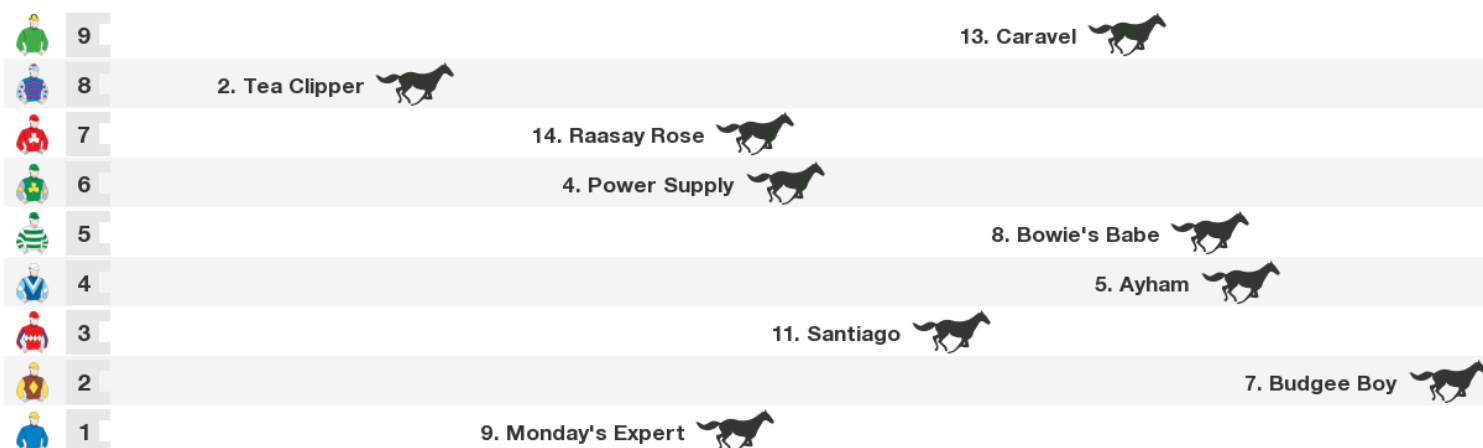 9 13. Caravel
8 2. Tea Clipper
7 14. Raasay Rose
6 4. Power Supply
5 8. Bowie's Babe
4 5. Ayham
3 11. Santiago
2 7. Budgee Boy
1 9. Monday's Expert